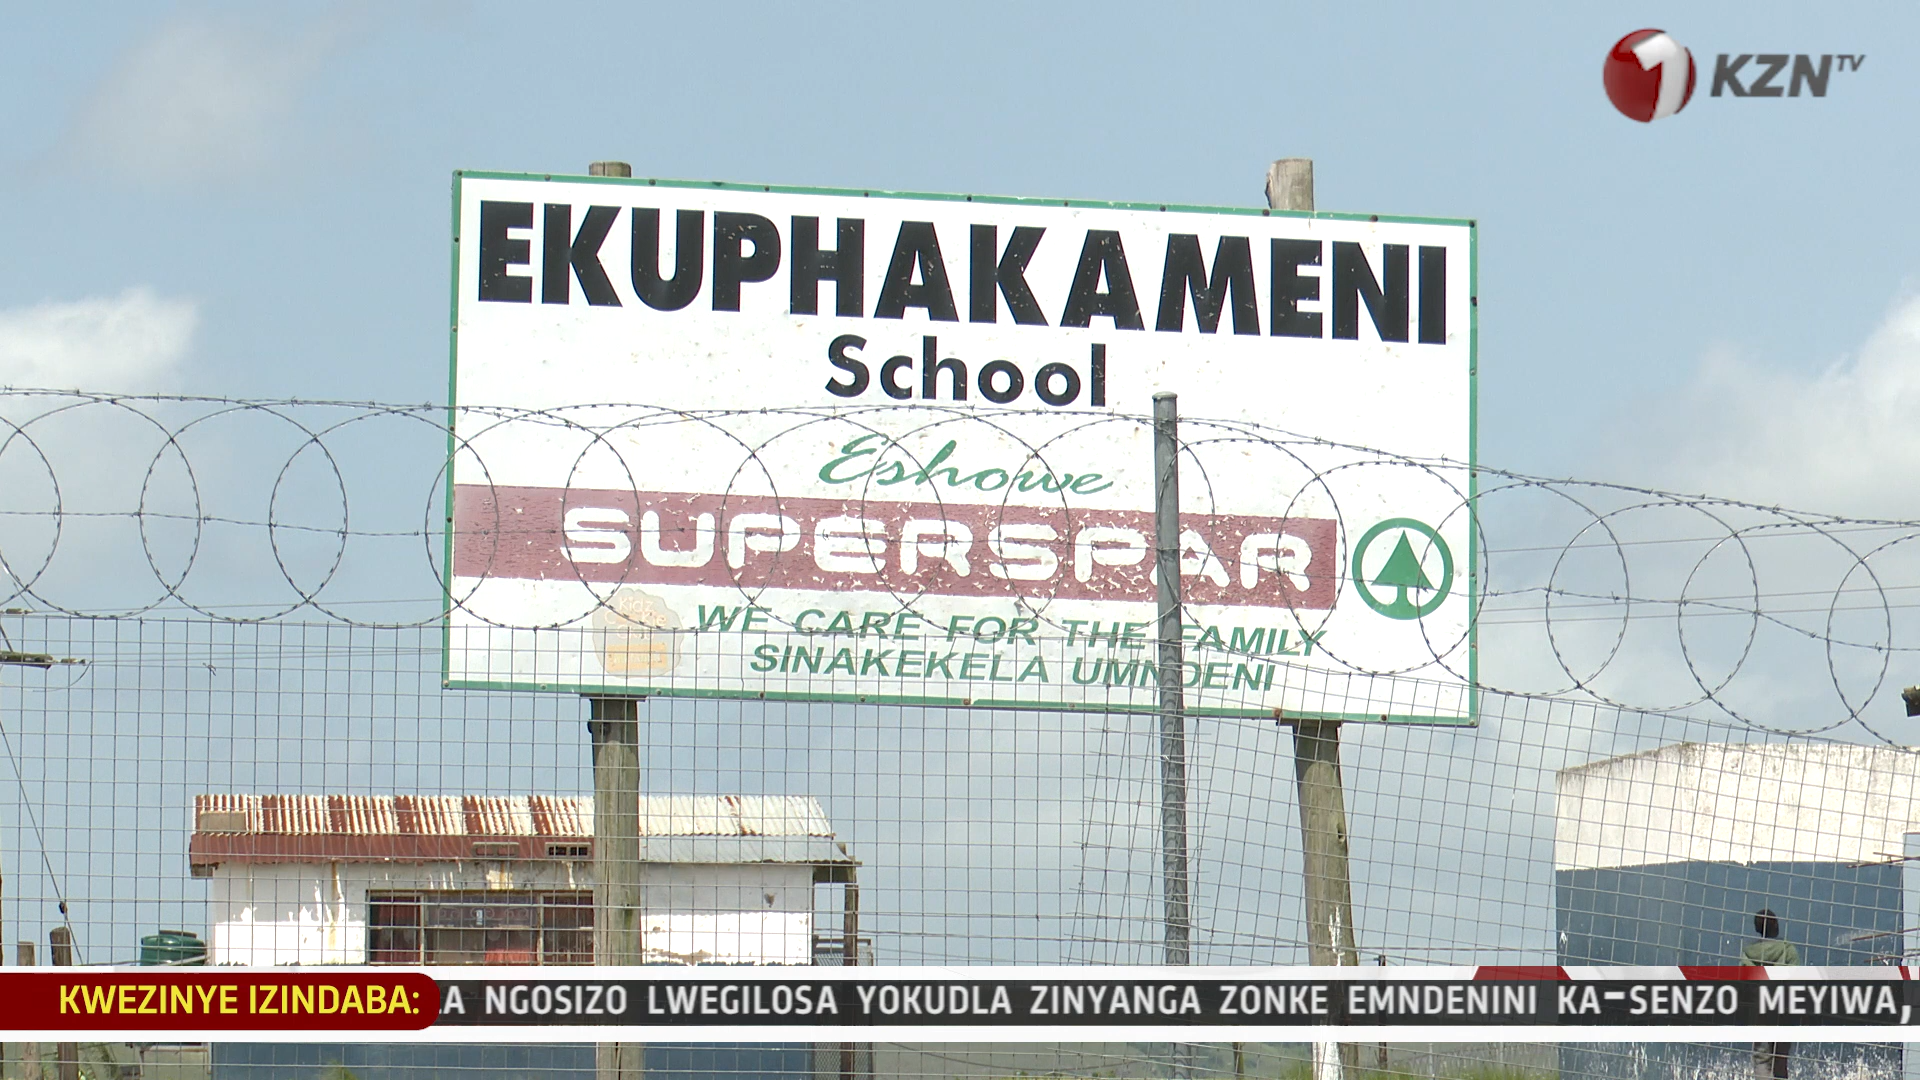 1 KZN TV
EKUPHAKAMENI
School
Eshowe
SUPERSPAR
WE CARE FOR THE FAMILY
SINAKEKELA UMNDENI
KWEZINYE IZINDABA:
NGOSIZO LWEGILOSA YOKUDLA ZINYANGA ZONKE EMNDENINI KA-SENZO MEYIWA,